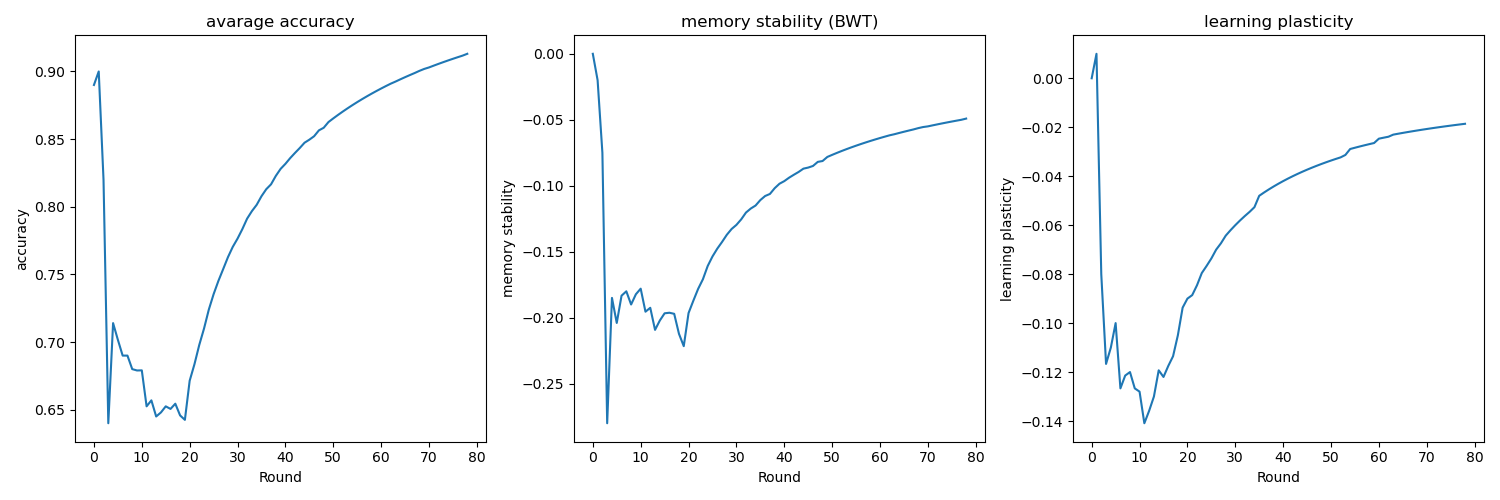 avarage accuracy
accuracy
0.90
0.85
0.80
0.75
0.70
0.65
0 10 20 30 40 50 60 70 80
Round
memory stability (BWT)
memory stability
0.00
−0.05
−0.10
−0.15
−0.20
−0.25
0 10 20 30 40 50 60 70 80
Round
learning plasticity
learning plasticity
0.00
−0.02
−0.04
−0.06
−0.08
−0.10
−0.12
−0.14
0 10 20 30 40 50 60 70 80
Round